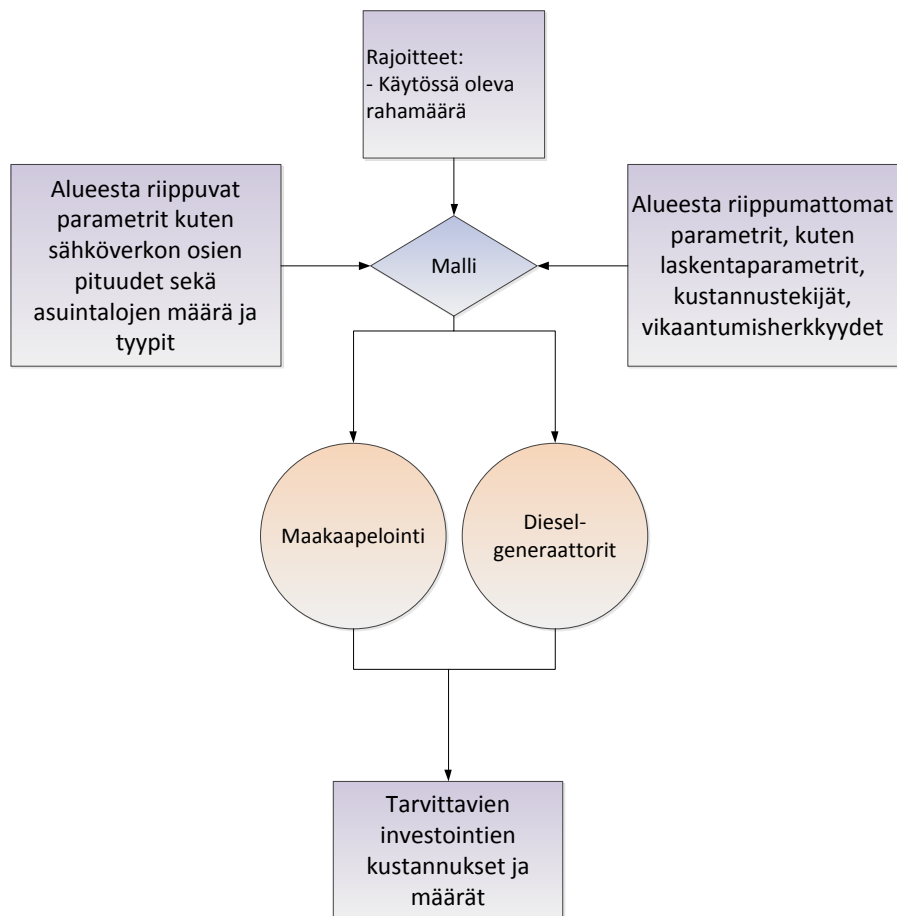 Rajoitteet:
- Käytössä oleva
rahamäärä
Alueesta riippuvat
parametrit kuten
sähköverkon osien
pituudet sekä
asuintalojen määrä ja
tyypit
Malli
Alueesta riippumattomat
parametrit, kuten
laskentaparametrit,
kustannustekijät,
vikaantumisherkkyydet
Maakaapelointi
Diesel-
generaattorit
Tarvittavien
investointien
kustannukset ja
määrät